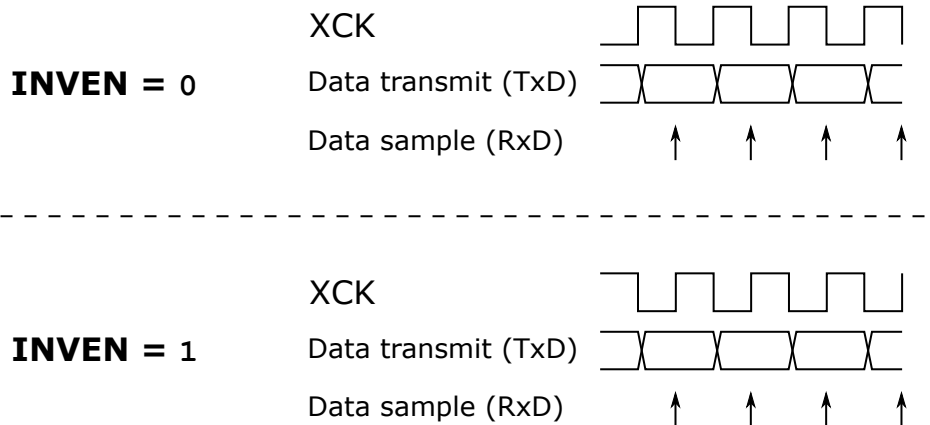 XCK
INVEN = 0
Data transmit (TxD)
Data sample (RxD)
XCK
INVEN = 1
Data transmit (TxD)
Data sample (RxD)